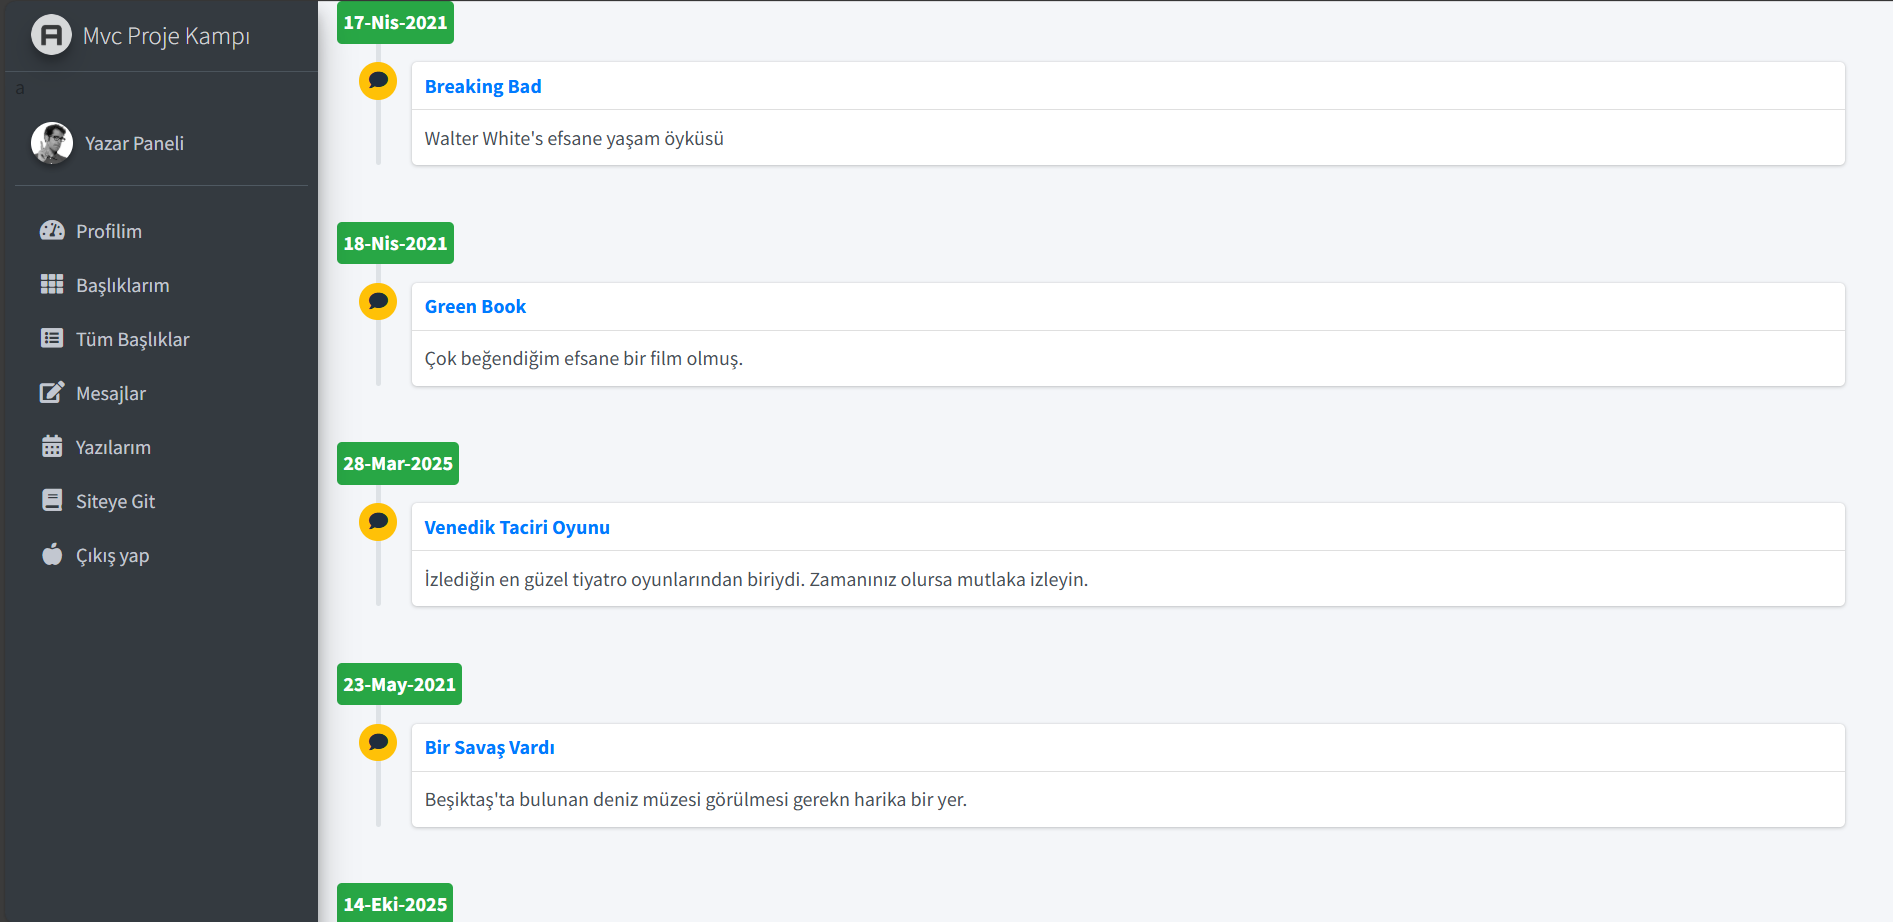 Mvc Proje Kampı
a
Yazar Paneli
Profilim
Başlıklarım
Tüm Başlıklar
Mesajlar
Yazılarım
Siteye Git
Çıkış yap
17-Nis-2021
Breaking Bad
Walter White's efsane yaşam öyküsü
18-Nis-2021
Green Book
Çok beğendiğim efsane bir film olmuş.
28-Mar-2025
Venedik Taciri Oyunu
İzlediğin en güzel tiyatro oyunlarından biriydi. Zamanınız olursa mutlaka izleyin.
23-May-2021
Bir Savaş Vardı
Beşiktaş'ta bulunan deniz müzesi görülmesi gerekn harika bir yer.
14-Eki-2025